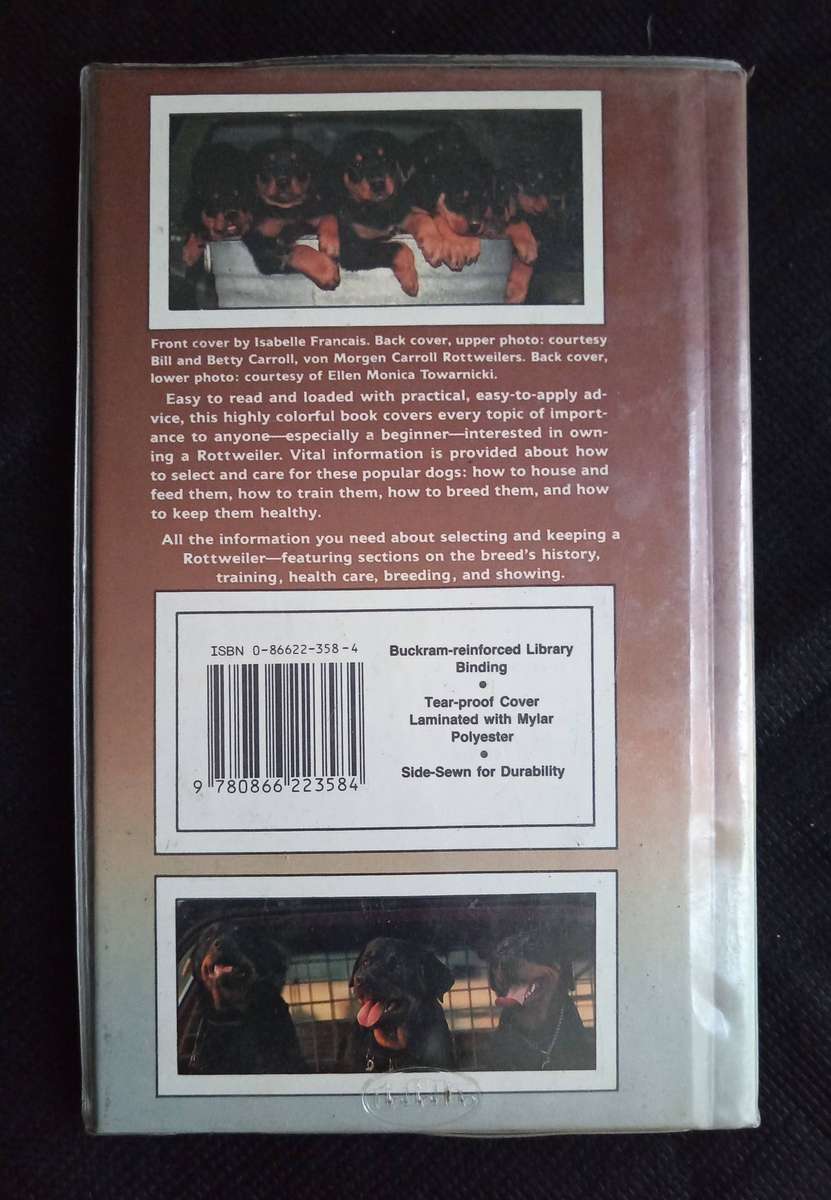 Front cover by Isabelle Francais. Back cover, upper photo: courtesy
Bill and Betty Carroll, von Morgen Carroll Rottweilers. Back cover,
lower photo: courtesy of Ellen Monica Towarnicki.
Easy to read and loaded with practical, easy-to-apply ad-
vice, this highly colorful book covers every topic of import-
ance to anyone—especially a beginner—interested in own-
ing a Rottweiler. Vital information is provided about how
to select and care for these popular dogs: how to house and
feed them, how to train them, how to breed them, and how
to keep them healthy.
All the information you need about selecting and keeping a
Rottweiler—featuring sections on the breed's history,
training, health care, breeding, and showing.
ISBN 0-86622-358-4
9 780866 223584
Buckram-reinforced Library
Binding
•
Tear-proof Cover
Laminated with Mylar
Polyester
•
Side-Sewn for Durability